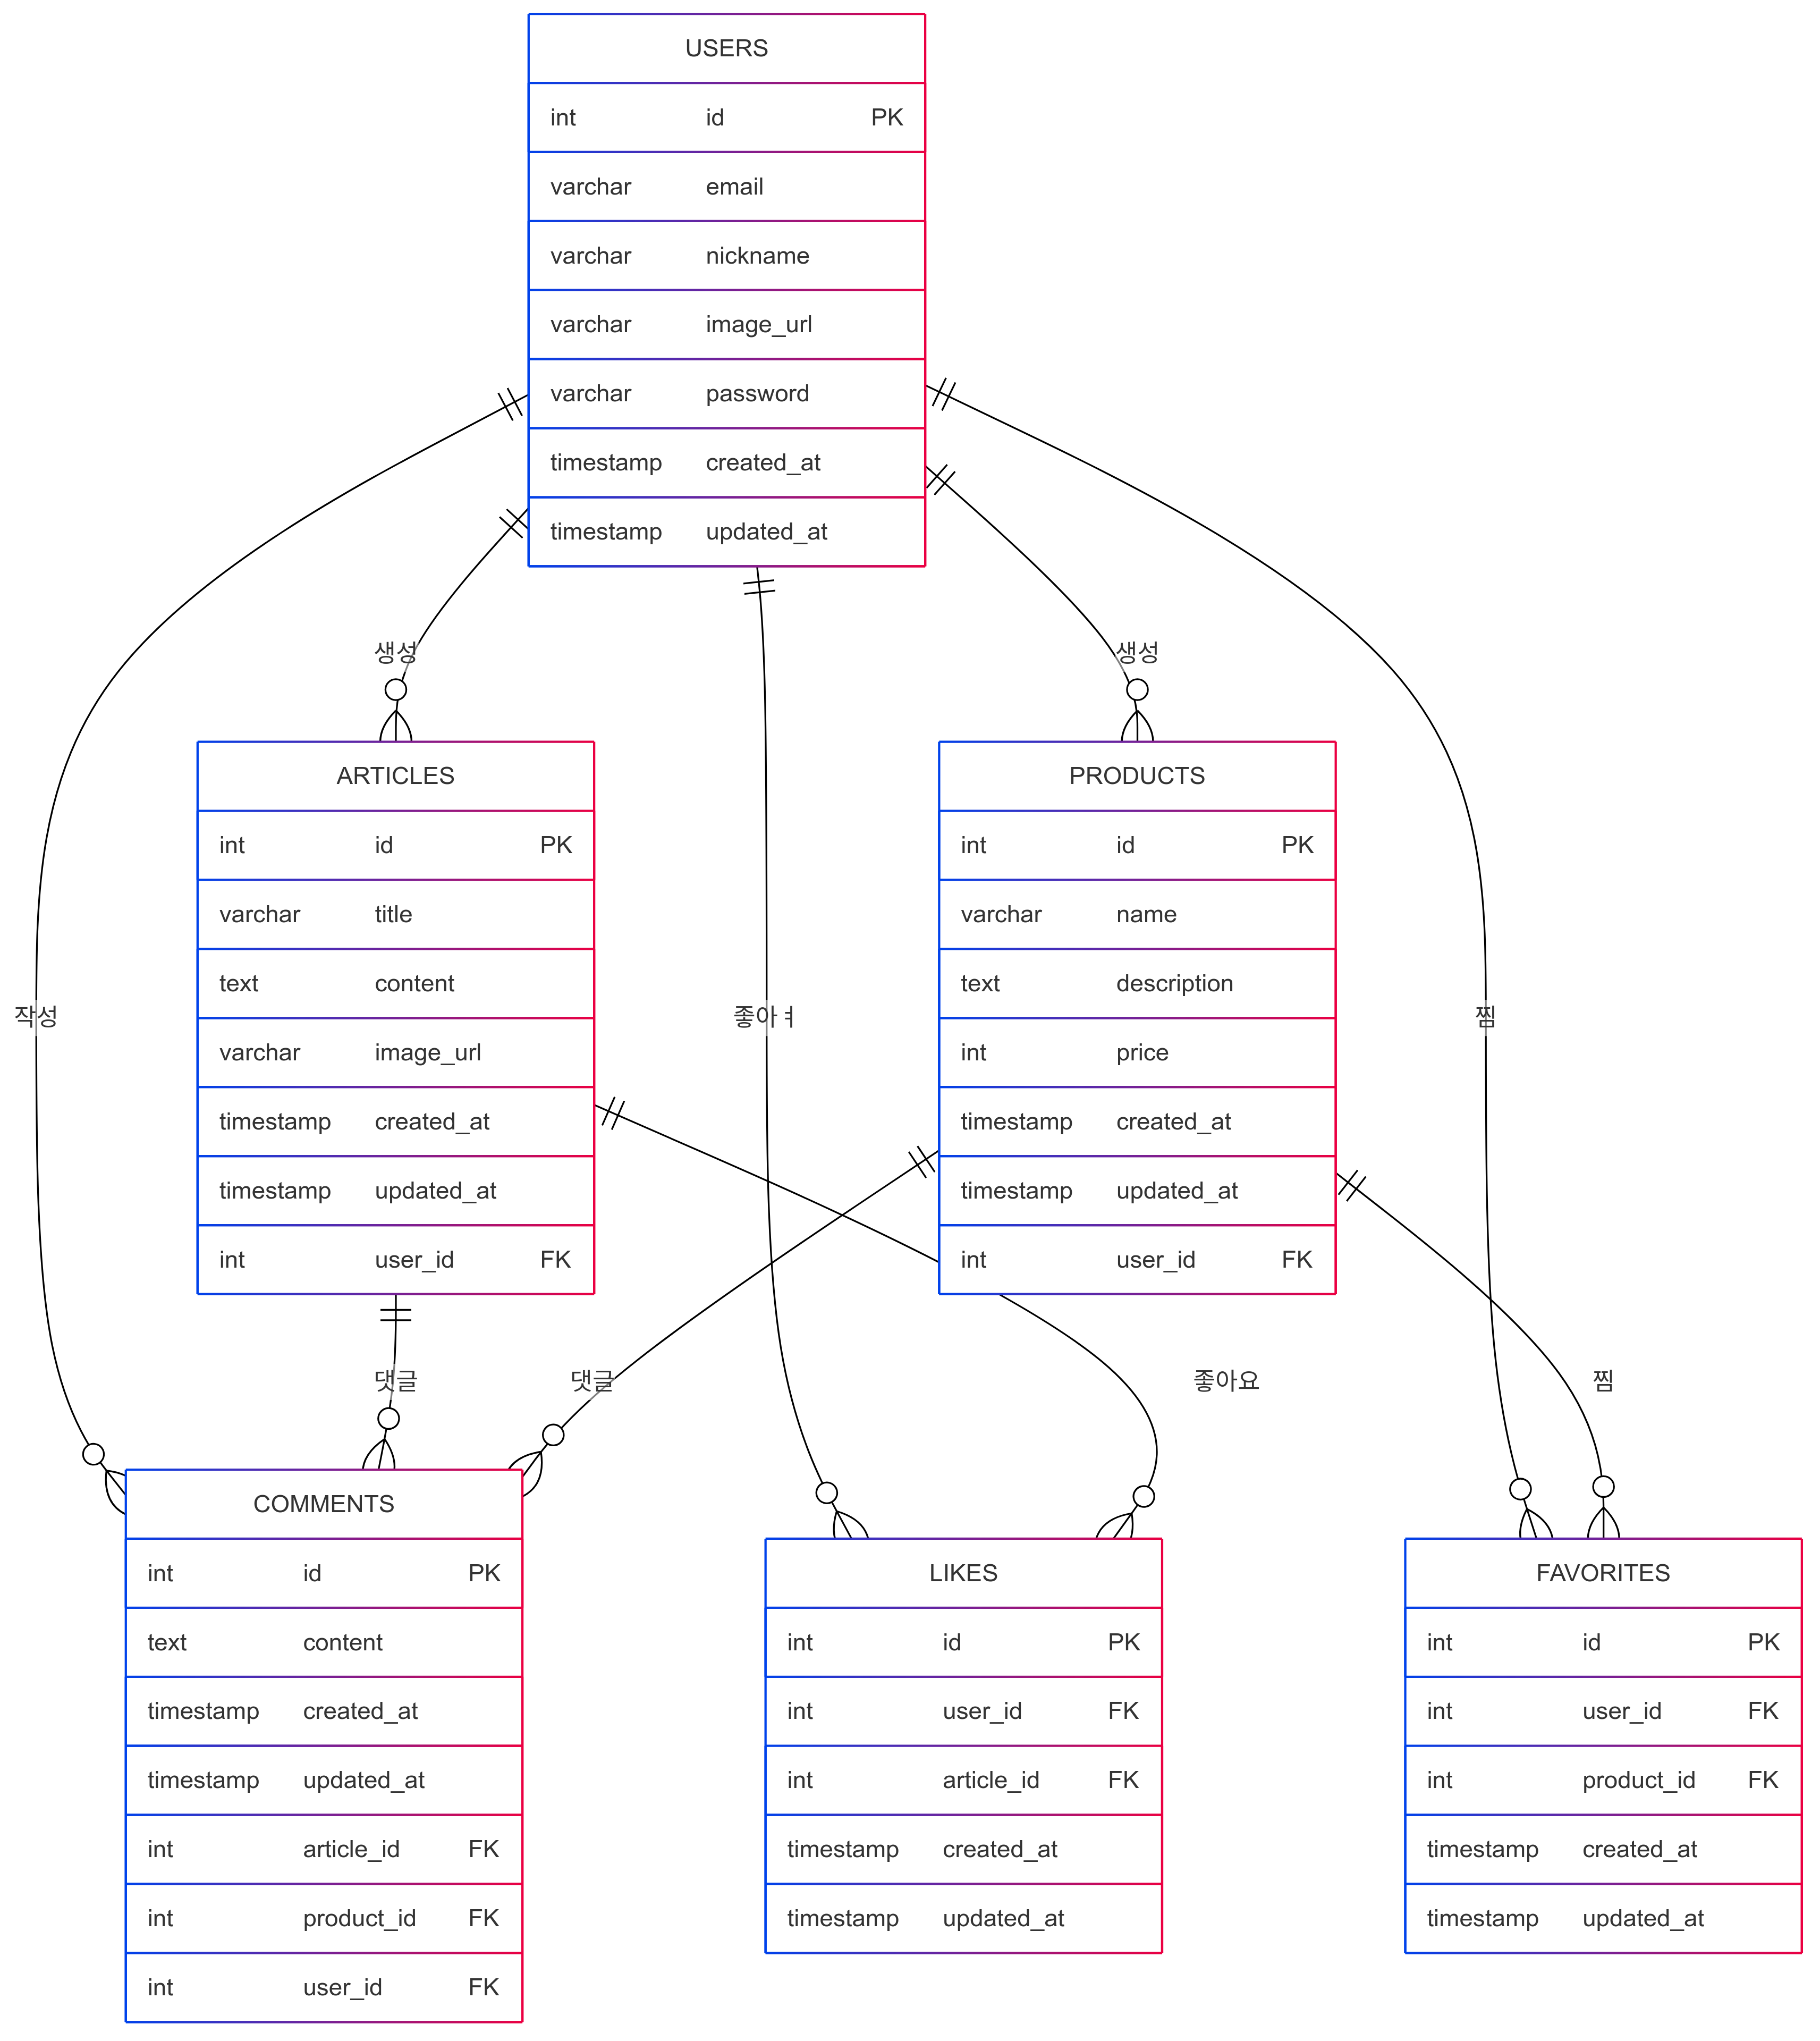 USERS
int id PK
varchar email
varchar nickname
varchar image_url
varchar password
timestamp created_at
timestamp updated_at
생성
생성
ARTICLES
int id PK
varchar title
text content
varchar image_url
timestamp created_at
timestamp updated_at
int user_id FK
PRODUCTS
int id PK
varchar name
text description
int price
timestamp created_at
timestamp updated_at
int user_id FK
작성
좋아ㅕ
찜
댓글
댓글
좋아요
찜
COMMENTS
int id PK
text content
timestamp created_at
timestamp updated_at
int article_id FK
int product_id FK
int user_id FK
LIKES
int id PK
int user_id FK
int article_id FK
timestamp created_at
timestamp updated_at
FAVORITES
int id PK
int user_id FK
int product_id FK
timestamp created_at
timestamp updated_at